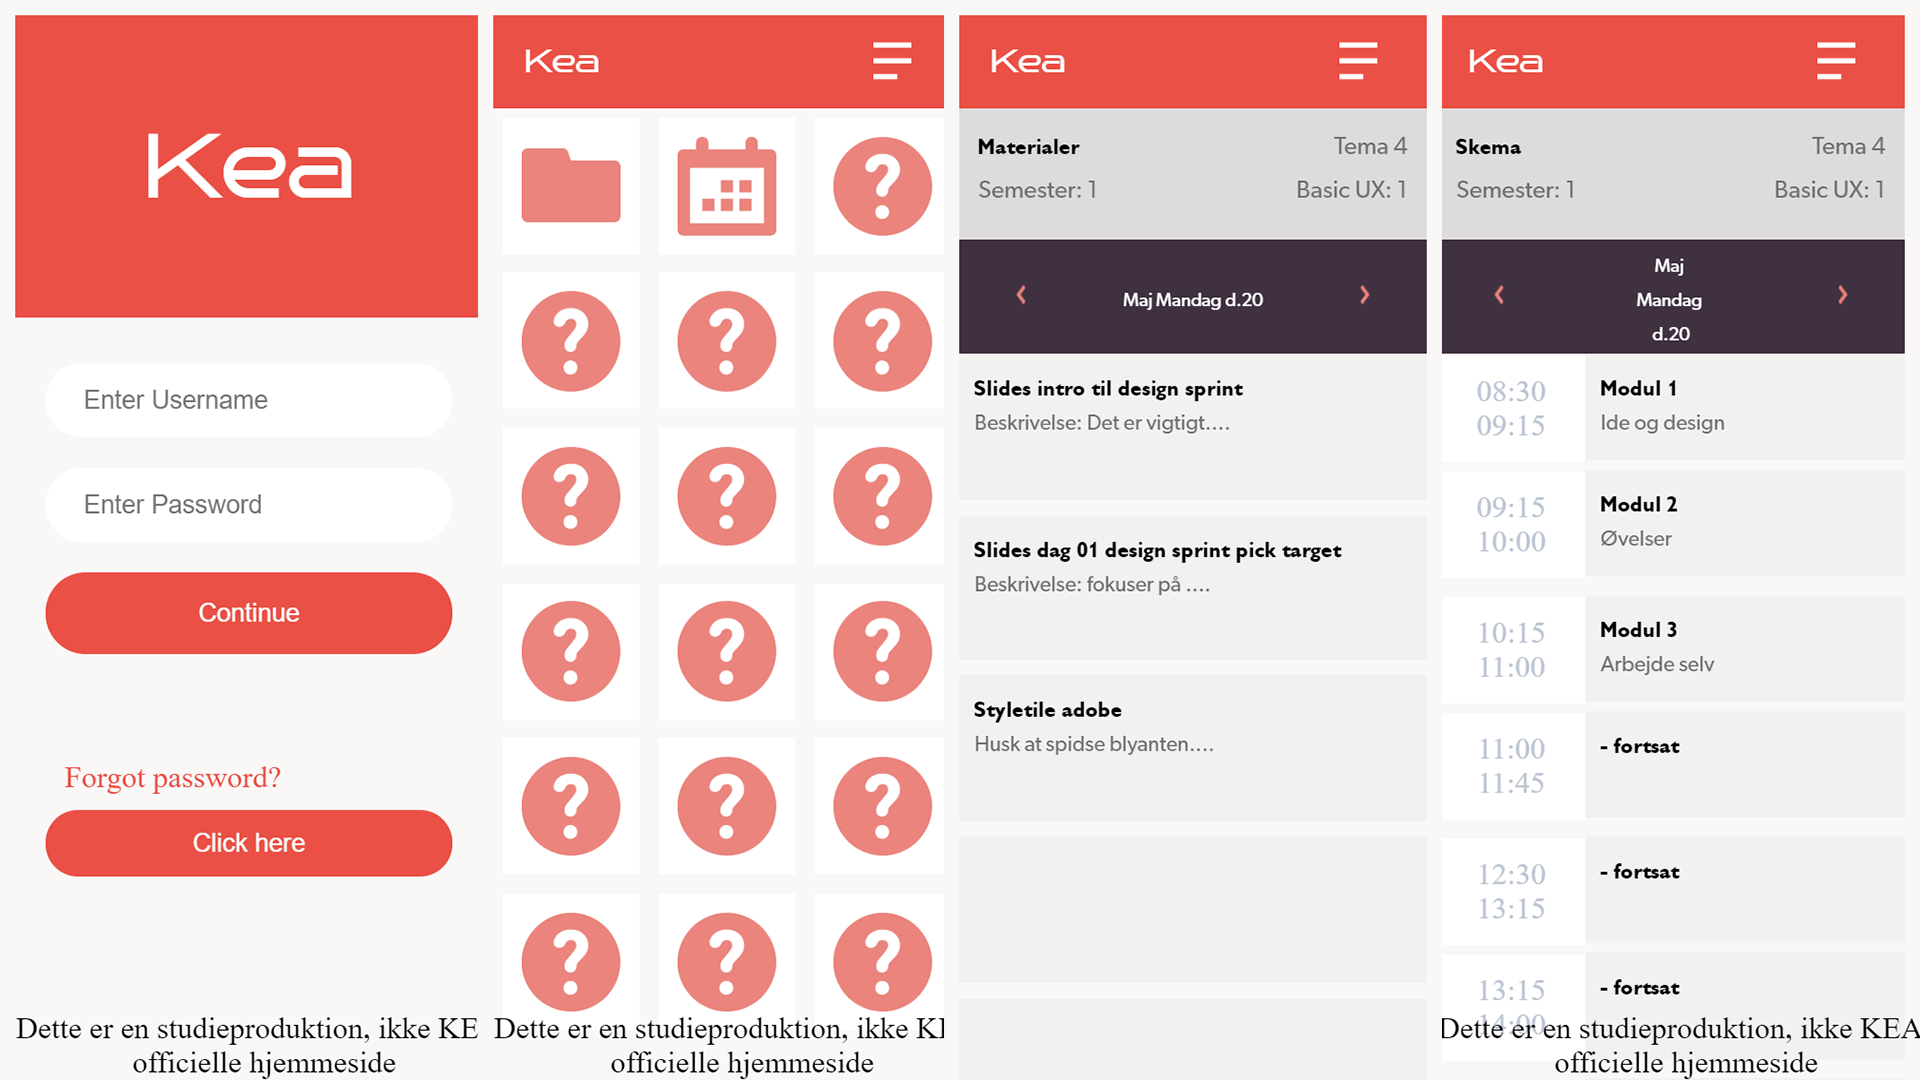 Kea
Enter Username
Enter Password
Continue
Forgot password?
Click here
Dette er en studieproduktion, ikke KE
officielle hjemmeside
Kea
Dette er en studieproduktion, ikke
officielle hjemmeside
Kea
Materialer Tema 4
Semester: 1 Basic UX: 1
Maj Mandag d.20
Slides intro til design sprint
Beskrivelse: Det er vigtigt....
Slides dag 01 design sprint pick target
Beskrivelse: fokuser på ....
Styletile adobe
Husk at spidse blyanten....
Kea
Skema Tema 4
Semester: 1 Basic UX: 1
Maj
Mandag
d.20
08:30 Modul 1
09:15 Ide og design
09:15 Modul 2
10:00 Øvelser
10:15 Modul 3
11:00 Arbejde selv
11:00 - fortsat
11:45
12:30 - fortsat
13:15
13:15 - fortsat
14:00
Dette er en studieproduktion, ikke KEA
officielle hjemmeside